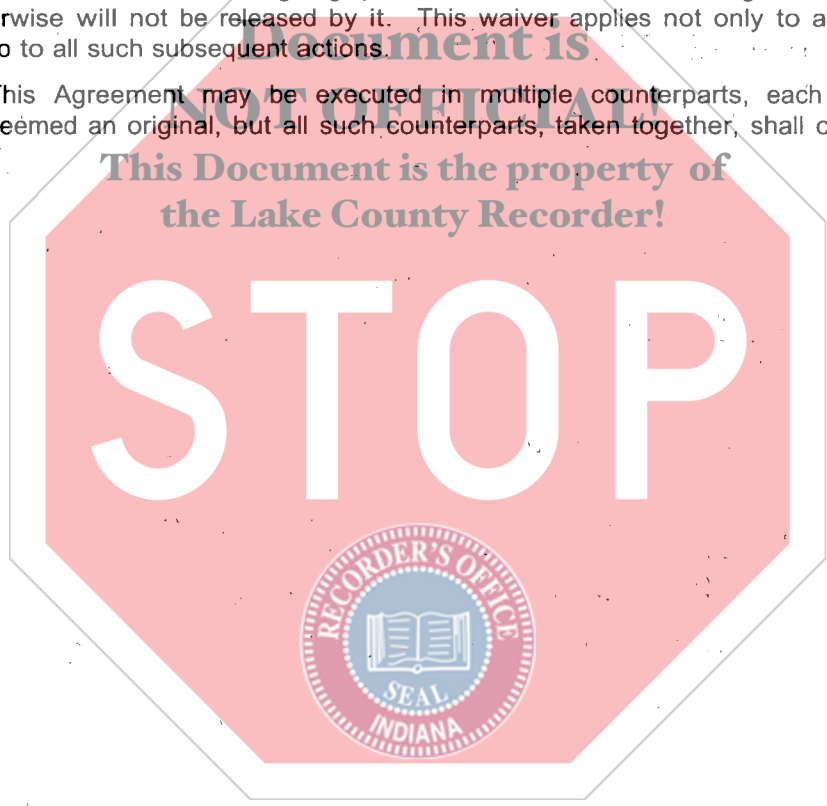 rwise will not be released by it. This waiver applies not only to a
o to all such subsequent actions.
Document is
This Agreement may be executed in multiple counterparts, each
NOT OFFICIAL!
eemed an original, but all such counterparts, taken together, shall c
This Document is the property of
the Lake County Recorder!
STOP
RECORDER'S OFFICE
SEAL
INDIANA